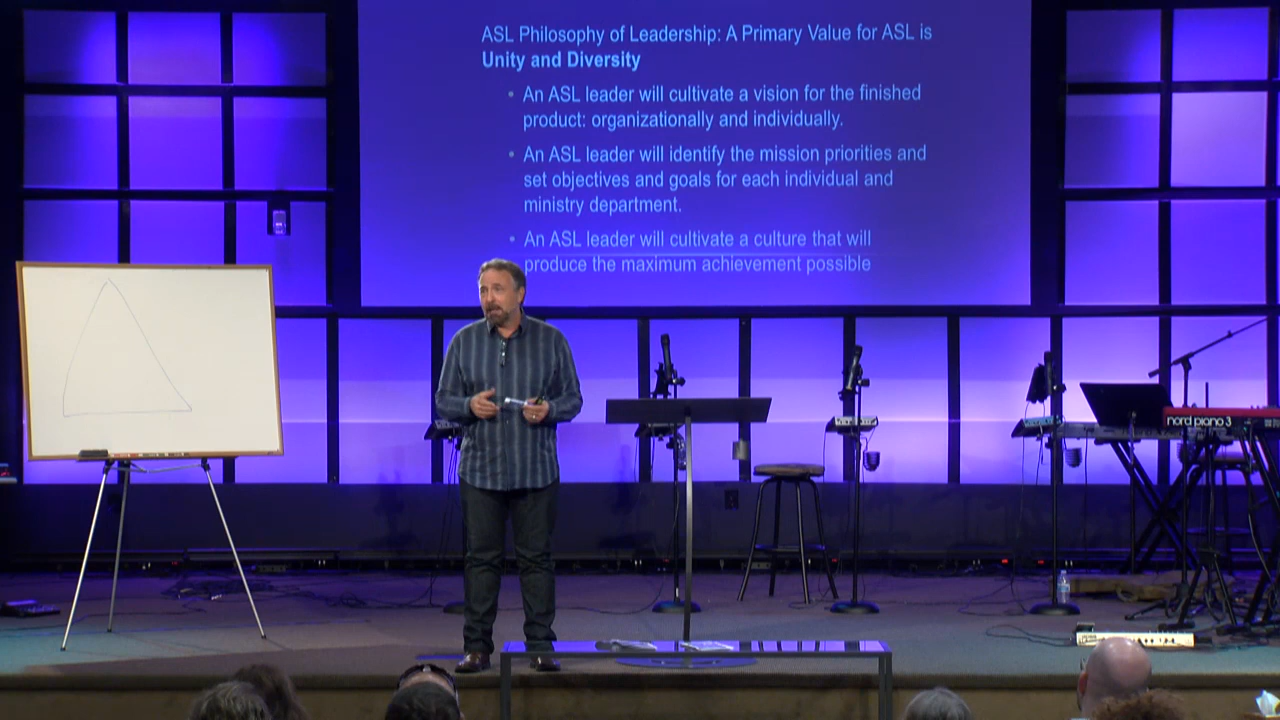 ASL Philosophy of Leadership: A Primary Value for ASL is
Unity and Diversity
• An ASL leader will cultivate a vision for the finished
product: organizationally and individually.
• An ASL leader will identify the mission priorities and
set objectives and goals for each individual and
ministry department.
• An ASL leader will cultivate a culture that will
produce the maximum achievement possible
nord piano 3